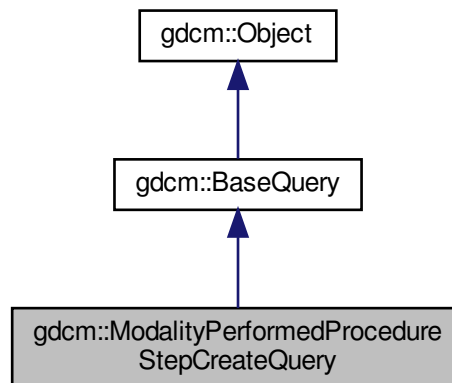 gdcm::Object
gdcm::BaseQuery
gdcm::ModalityPerformedProcedure
StepCreateQuery